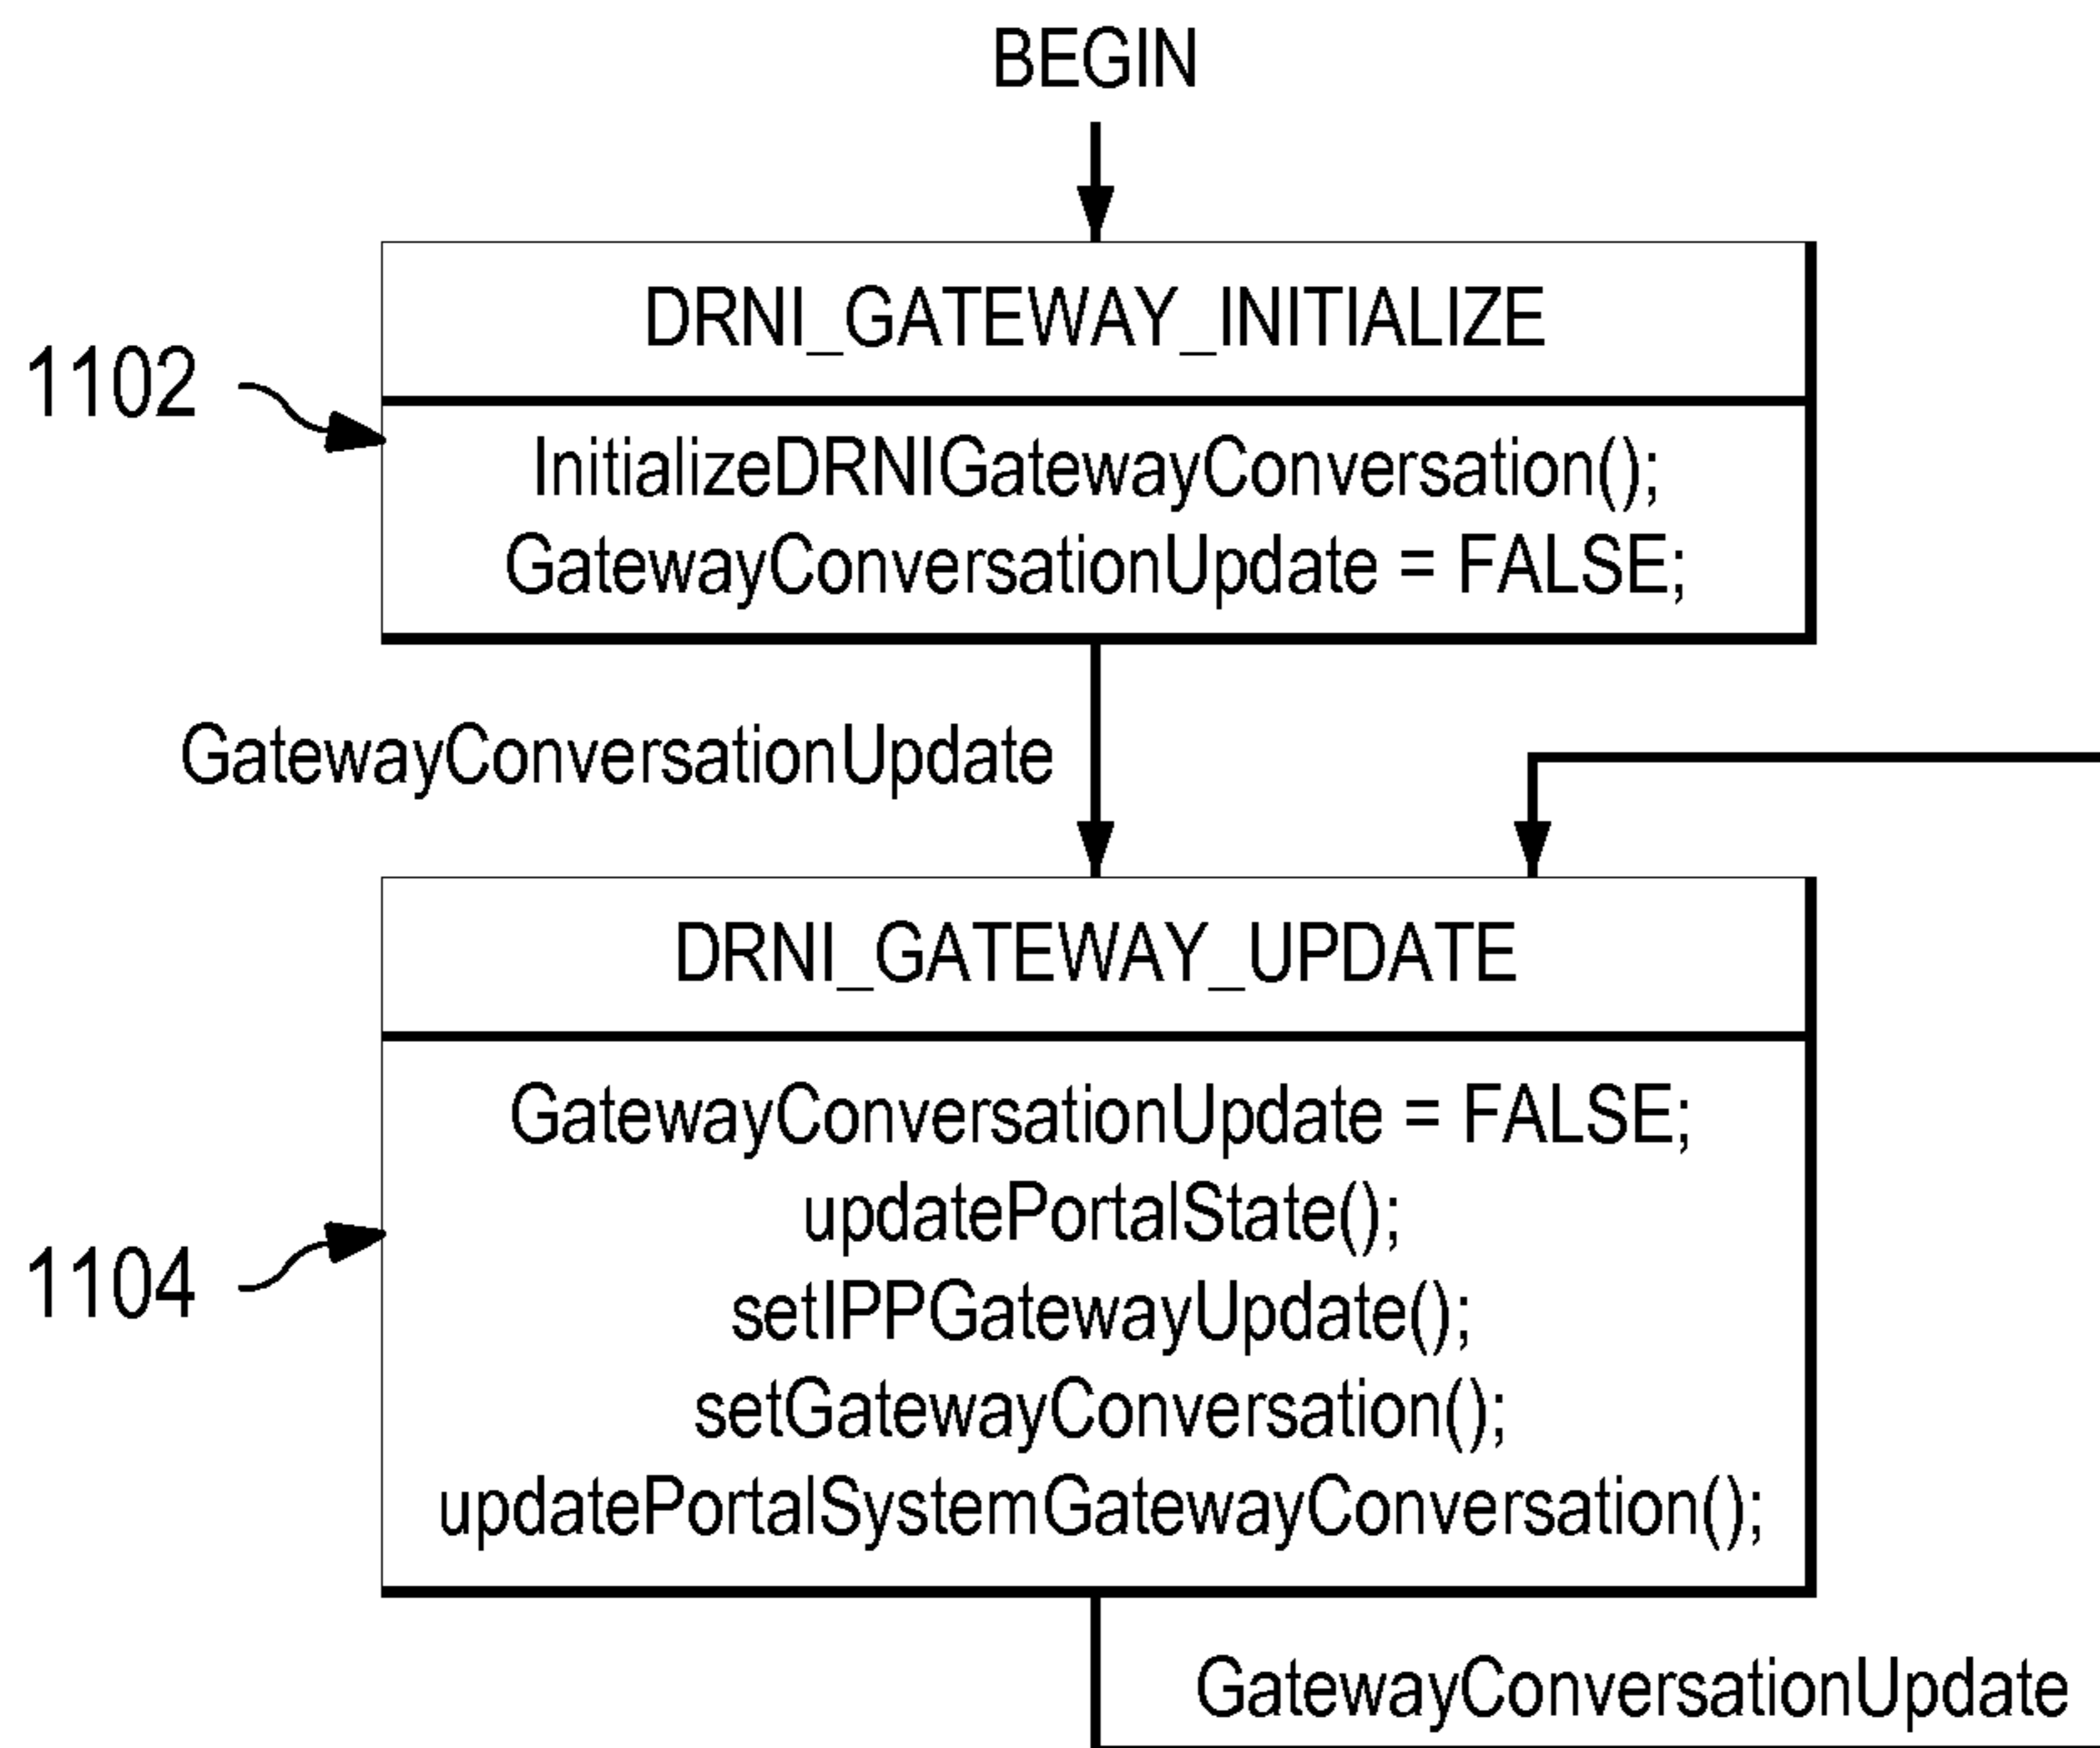 BEGIN
DRNI_GATEWAY_INITIALIZE
1102
InitializeDRNIGatewayConversation();
GatewayConversationUpdate = FALSE;
GatewayConversationUpdate
DRNI_GATEWAY_UPDATE
GatewayConversationUpdate = FALSE;
updatePortalState();
1104
setIPPGatewayUpdate();
setGatewayConversation();
updatePortalSystemGatewayConversation();
GatewayConversationUpdate